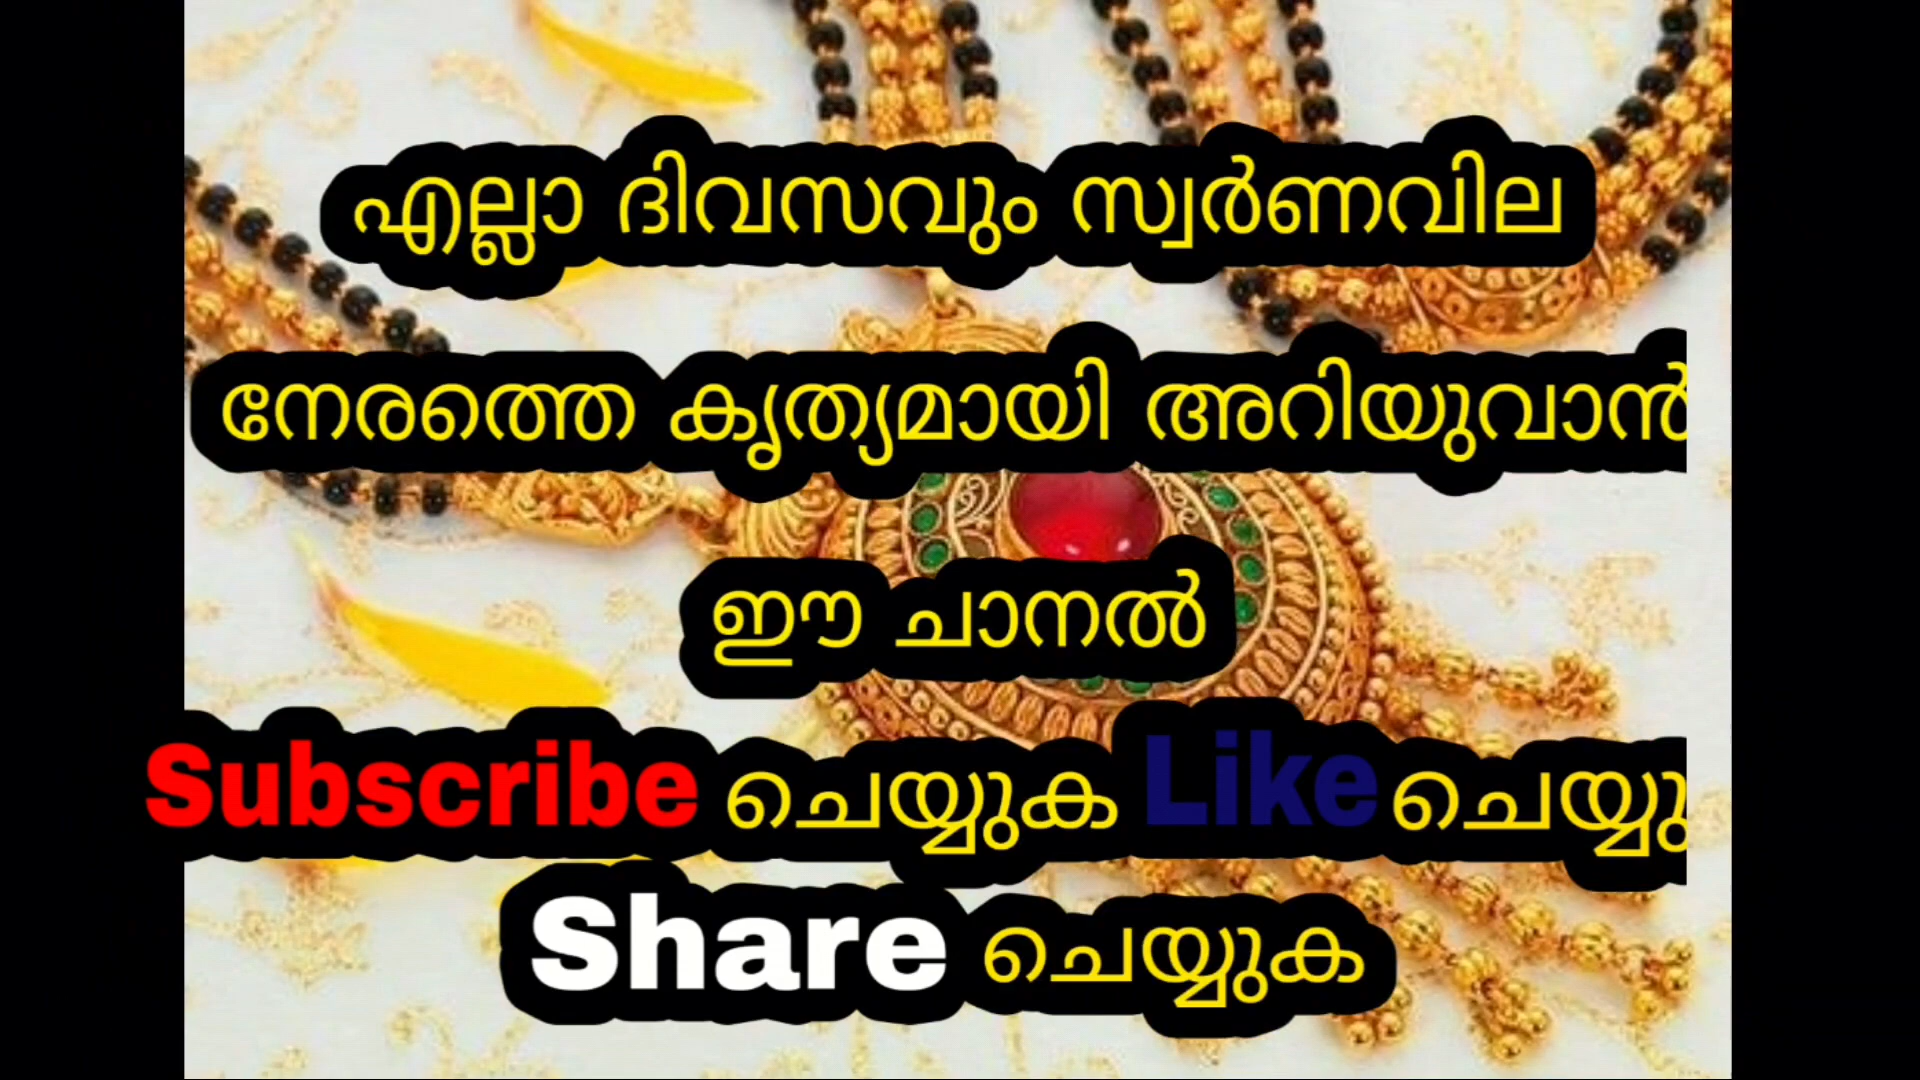 എല്ലാ ദിവസവും സ്വർണവില
നേരത്തെ കൃത്യമായി അറിയുവാൻ
ഈ ചാനൽ
Subscribe ചെയ്യുക Like ചെയ്യു
Share ചെയ്യുക